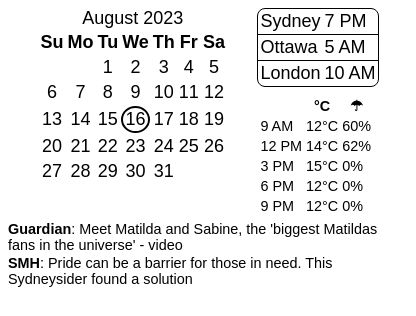 August 2023
Su Mo Tu We Th Fr Sa
1 2 3 4 5
6 7 8 9 10 11 12
13 14 15 16 17 18 19
20 21 22 23 24 25 26
27 28 29 30 31
Sydney 7 PM
Ottawa 5 AM
London 10 AM
°C ☂
9 AM 12°C 60%
12 PM 14°C 62%
3 PM 15°C 0%
6 PM 12°C 0%
9 PM 12°C 0%
Guardian: Meet Matilda and Sabine, the 'biggest Matildas
fans in the universe' - video
SMH: Pride can be a barrier for those in need. This
Sydneysider found a solution